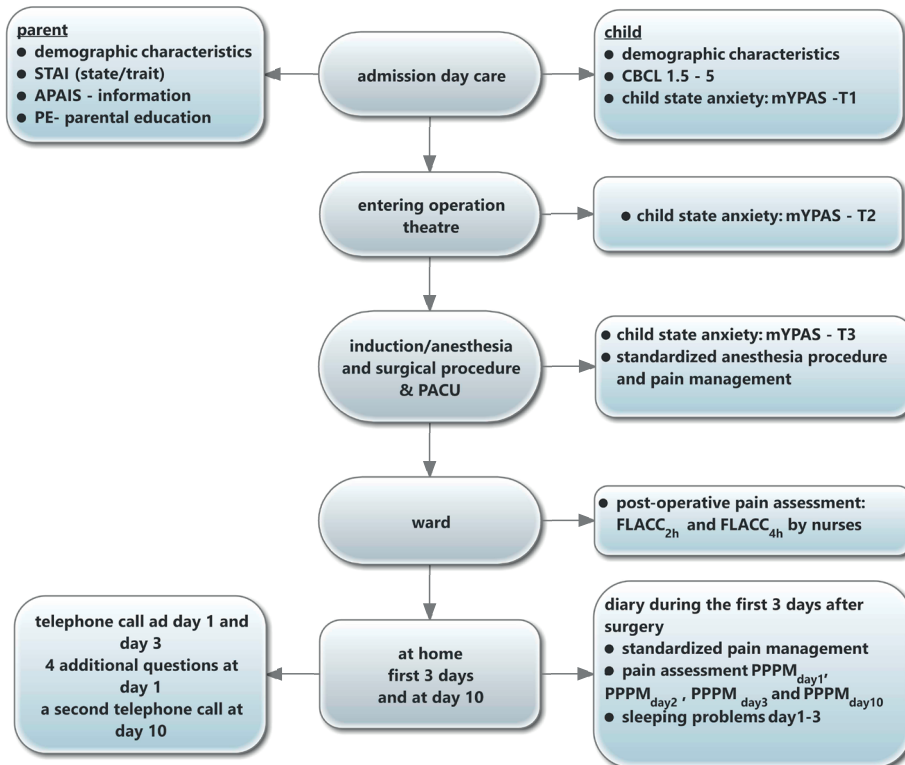 parent
● demographic characteristics
● STAI (state/trait)
● APAIS - information
● PE- parental education
admission day care
child
● demographic characteristics
● CBCL 1.5 - 5
● child state anxiety: mYPAS -T1
entering operation
theatre
● child state anxiety: mYPAS - T2
induction/anesthesia
and surgical procedure
& PACU
● child state anxiety: mYPAS - T3
● standardized anesthesia procedure
and pain management
ward
● post-operative pain assessment:
FLACC2h and FLACC4h by nurses
telephone call ad day 1 and
day 3
4 additional questions at
day 1
a second telephone call at
day 10
at home
first 3 days
and at day 10
diary during the first 3 days after
surgery
● standardized pain management
● pain assessment PPPMday1,
PPPMday2 , PPPMday3 and PPPMday10
● sleeping problems day1-3